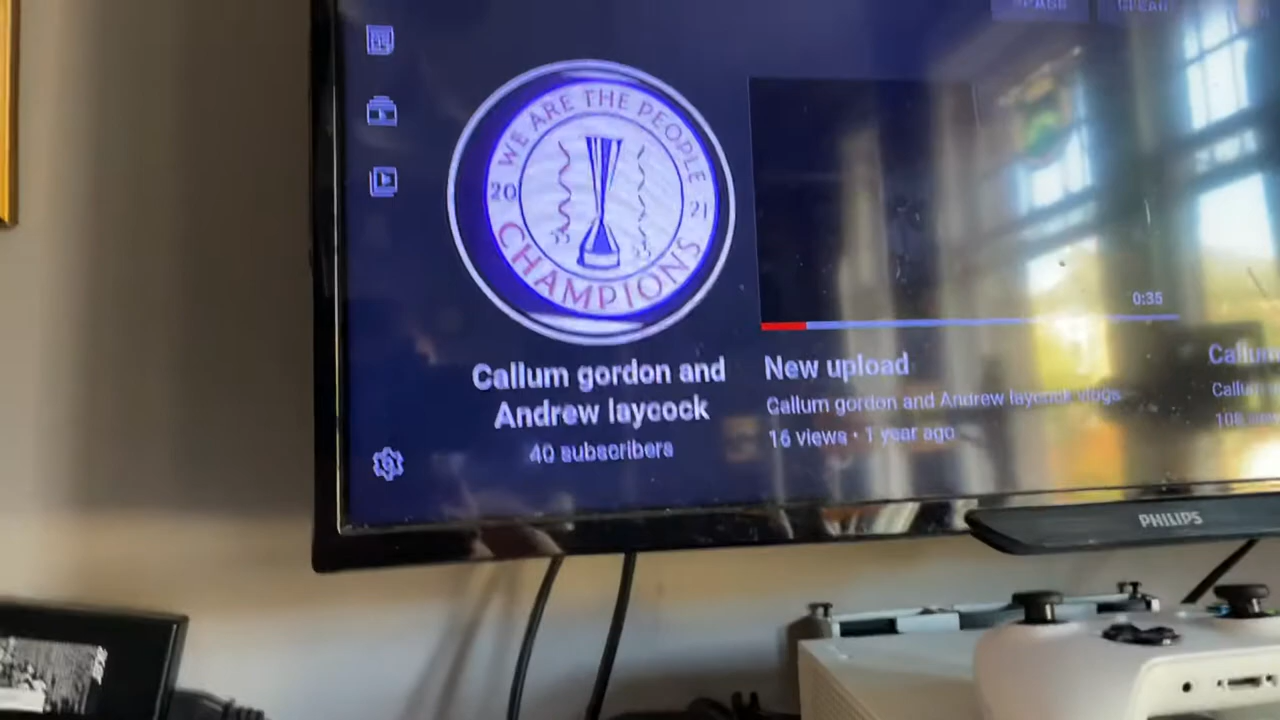 WE ARE THE PEOPLE
20
21
CHAMPIONS
0:35
Callum gordon and
Andrew laycock
40 subscribers
New upload
Callum gordon and Andrew laycock vlogs
16 views • 1 year ago
Callum
PHILIPS